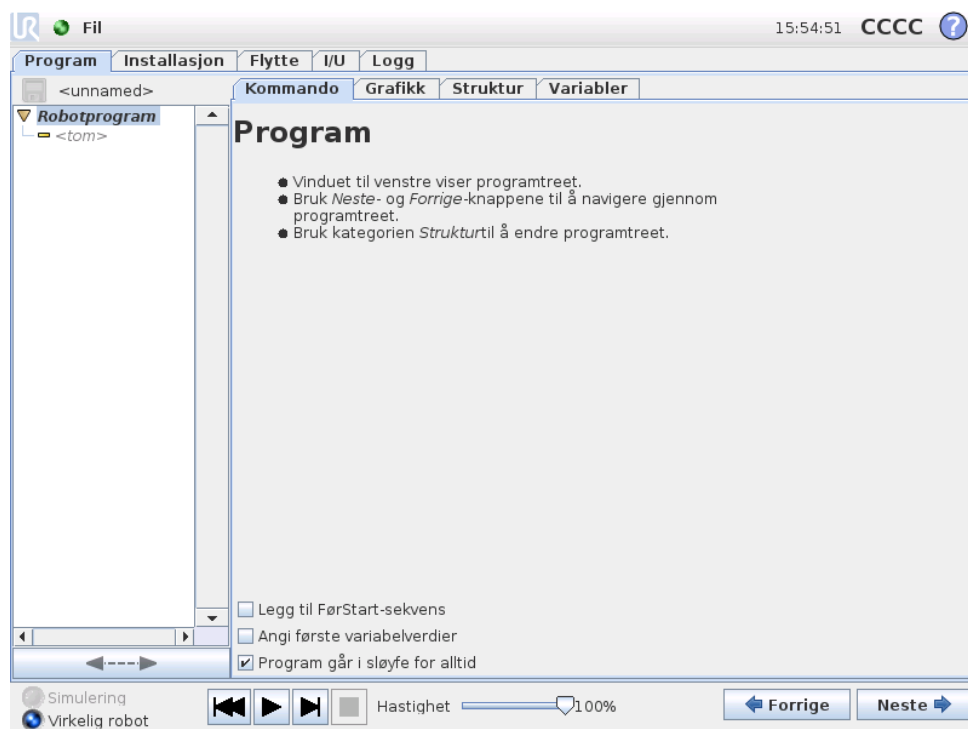 UR Fil 15:54:51 CCCC ?
Program Installasjon Flytte I/U Logg
<unnamed>
Kommando Grafikk Struktur Variabler
Robotprogram
<tom>
Program
Vinduet til venstre viser programtreet.
Bruk Neste- og Forrige-knappene til å navigere gjennom
programtreet.
Bruk kategorien Strukturtil å endre programtreet.
Legg til FørStart-sekvens
Angi første variabelverdier
Program går i sløyfe for alltid
Simulering
Virkelig robot
Hastighet 100%
Forrige Neste